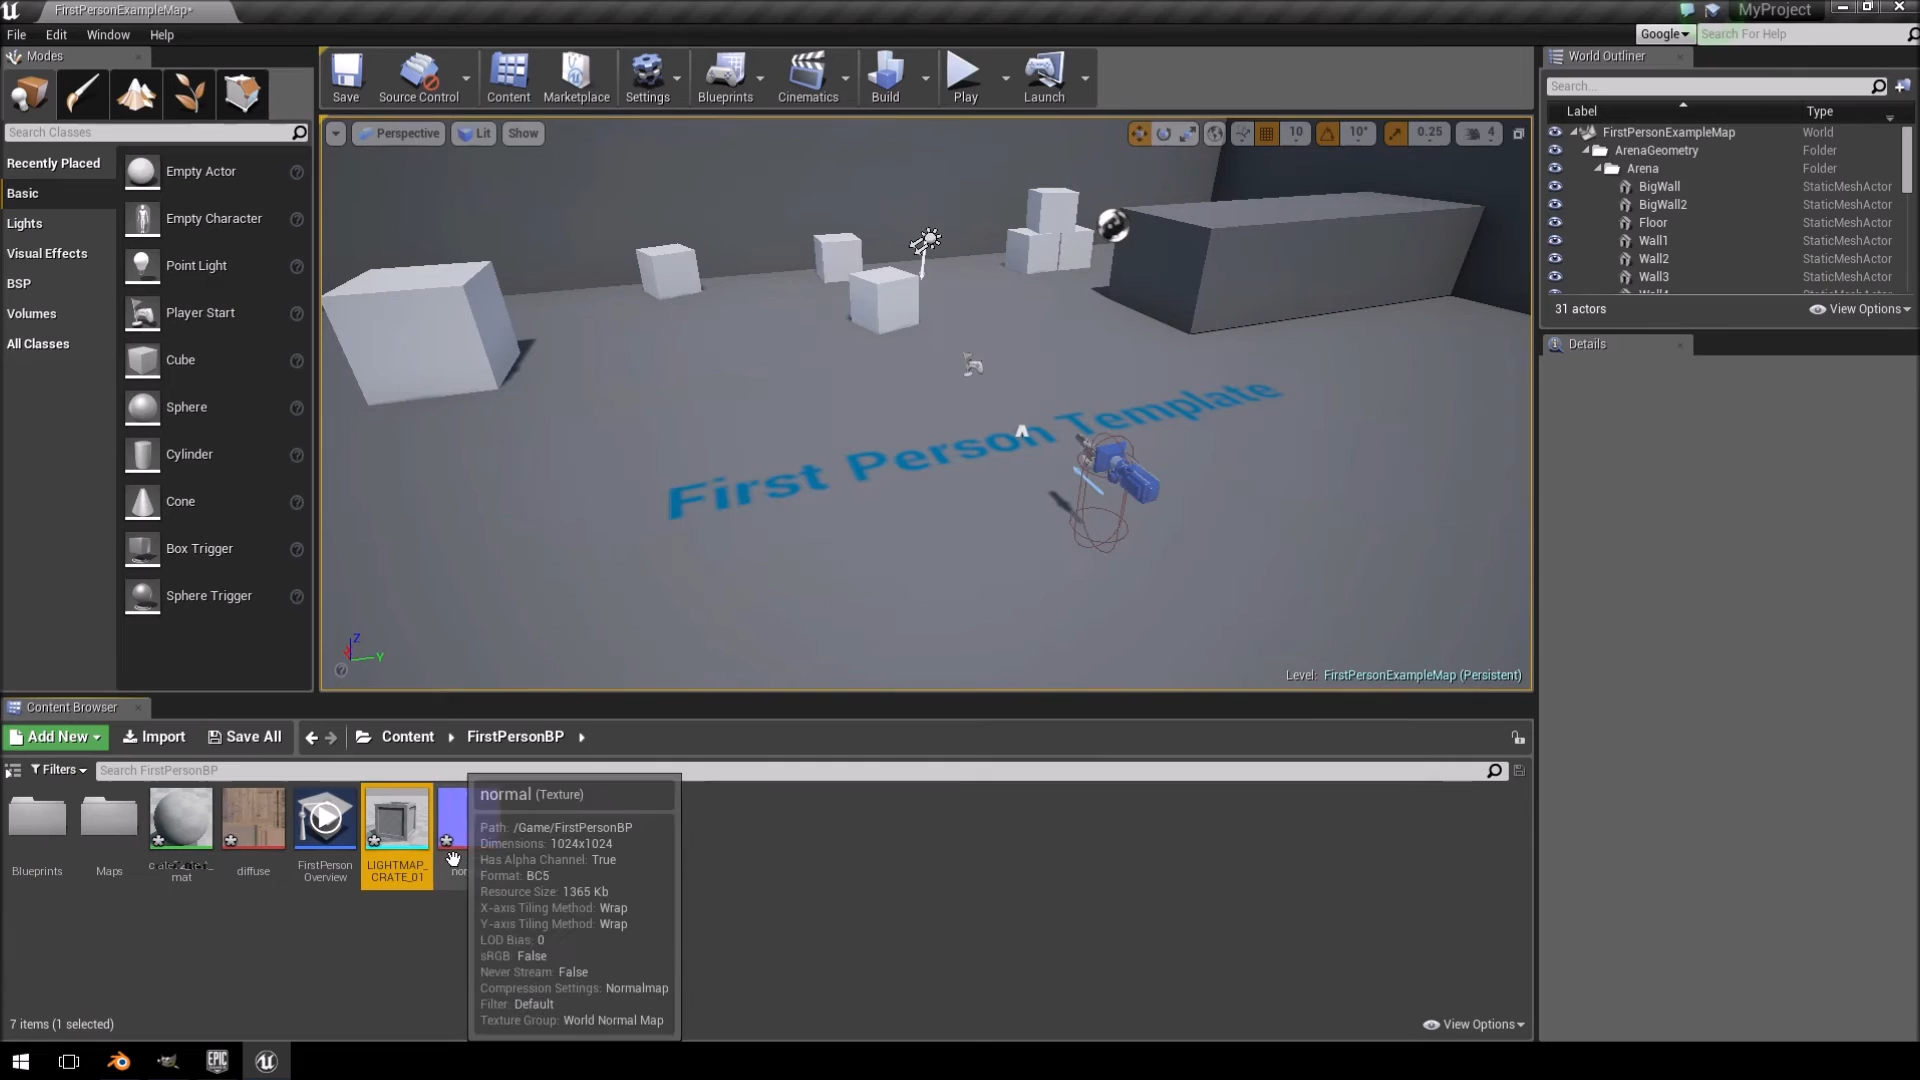 FirstPersonExampleMap*
MyProject
File Edit Window Help
Google
Search For Help
Modes
Save
Source Control
Content
Marketplace
Settings
Blueprints
Cinematics
Build
Play
Launch
World Outliner
Search...
Label Type
Search Classes
Perspective Lit Show
10 10° 0.25 4
FirstPersonExampleMap World
ArenaGeometry Folder
Arena Folder
BigWall StaticMeshActor
BigWall2 StaticMeshActor
Floor StaticMeshActor
Wall1 StaticMeshActor
Wall2 StaticMeshActor
Wall3 StaticMeshActor
31 actors
View Options
Details
Recently Placed
Basic
Lights
Visual Effects
BSP
Volumes
All Classes
Empty Actor
Empty Character
Point Light
Player Start
Cube
Sphere
Cylinder
Cone
Box Trigger
Sphere Trigger
First Person Template
Z
Y
Level: FirstPersonExampleMap (Persistent)
Content Browser
Add New
Import
Save All
Content
FirstPersonBP
Filters
Search FirstPersonBP
Blueprints
Maps
mat
diffuse
FirstPerson
Overview
LIGHTMAP_
CRATE_01
normal (Texture)
Path: /Game/FirstPersonBP
Dimensions: 1024x1024
Has Alpha Channel: True
Format: BC5
Resource Size: 1365 Kb
X-axis Tiling Method: Wrap
Y-axis Tiling Method: Wrap
LOD Bias: 0
sRGB: False
Never Stream: False
Compression Settings: Normalmap
Filter: Default
Texture Group: World Normal Map
7 items (1 selected)
View Options
EPIC
GAMES